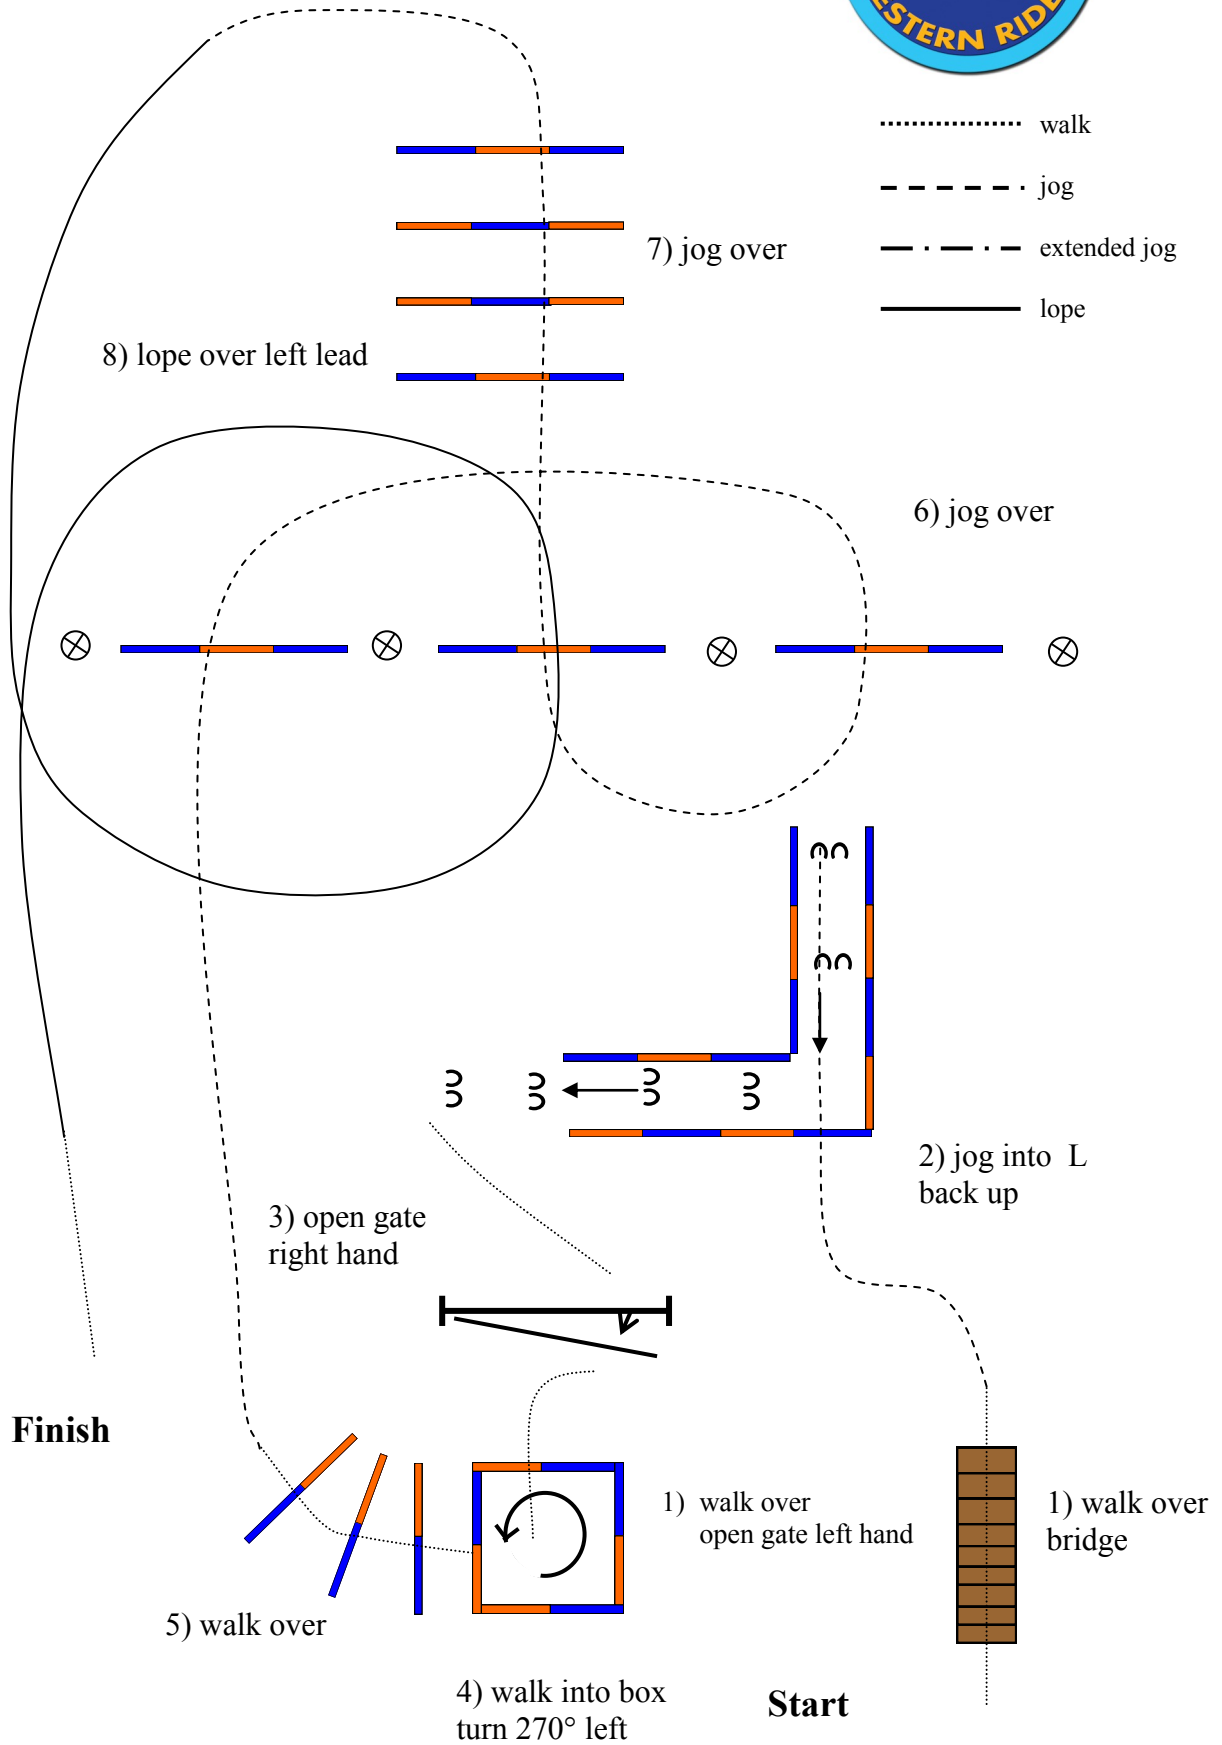 ESTERN RIDE
walk
jog
extended jog
lope
7) jog over
8) lope over left lead
6) jog over
2) jog into L
back up
3) open gate
right hand
Finish
1) walk over
open gate left hand
1) walk over
bridge
5) walk over
4) walk into box
turn 270° left
Start